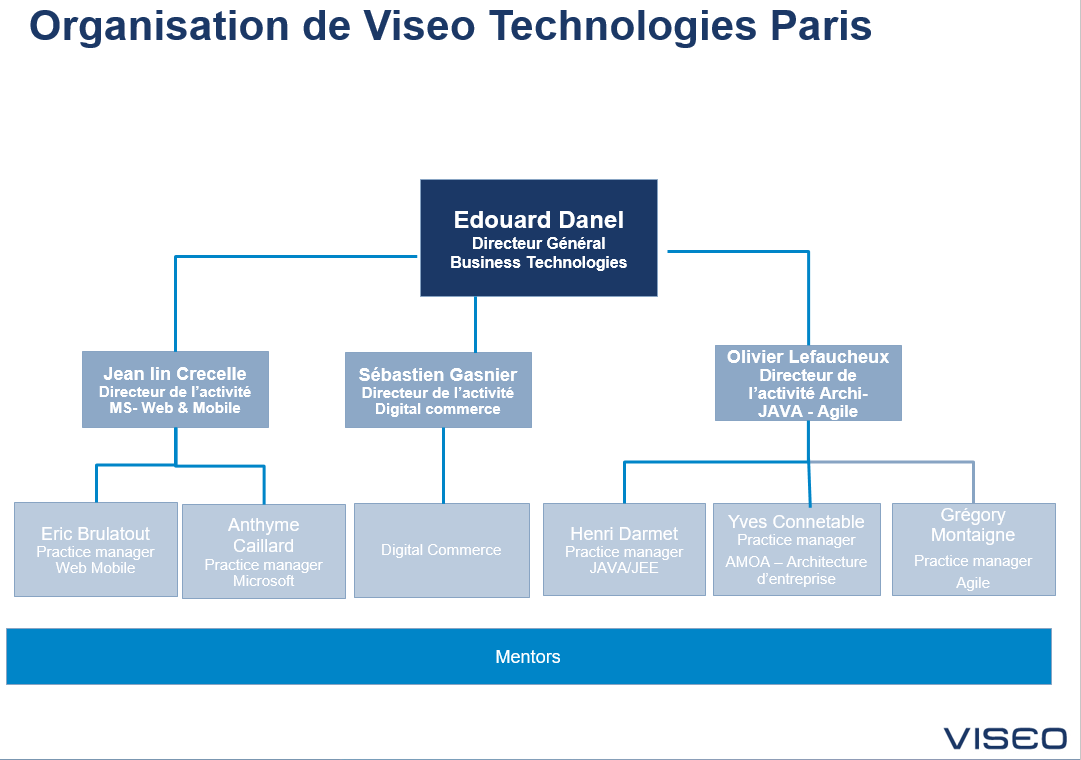 Organisation de Viseo Technologies Paris
Edouard Danel
Directeur Général
Business Technologies
Jean lin Crecelle
Directeur de l’activité
MS- Web & Mobile
Sébastien Gasnier
Directeur de l’activité
Digital commerce
Olivier Lefaucheux
Directeur de
l’activité Archi-
JAVA - Agile
Eric Brulatout
Practice manager
Web Mobile
Anthyme
Caillard
Practice manager
Microsoft
Digital Commerce
Henri Darmet
Practice manager
JAVA/JEE
Yves Connetable
Practice manager
AMOA – Architecture
d’entreprise
Grégory
Montaigne
Practice manager
Agile
Mentors
VISEO